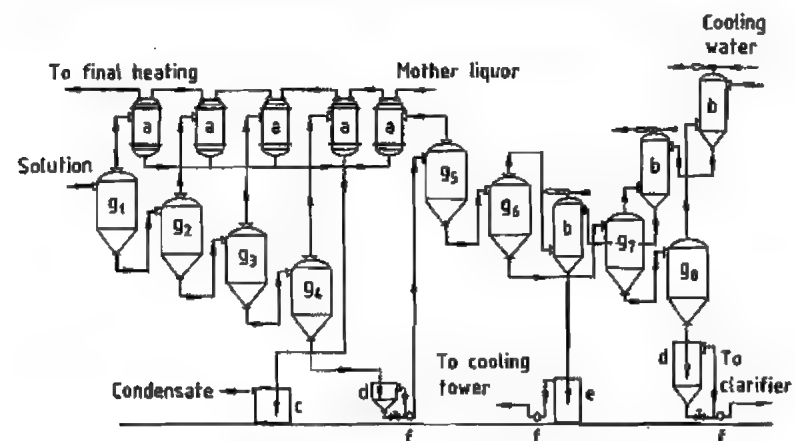 Cooling
water
To final heating
Mother liquor
a
a
a
a
a
b
Solution
g1
g2
g3
g4
g5
g6
b
g7
b
g8
Condensate
c
d
To cooling
tower
e
d
To
clarifier
f
f
f